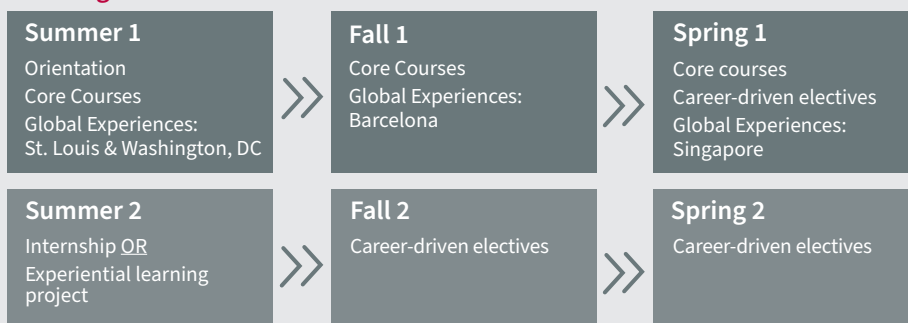 Summer 1
Orientation
Core Courses
Global Experiences:
St. Louis & Washington, DC
Fall 1
Core Courses
Global Experiences:
Barcelona
Spring 1
Core courses
Career-driven electives
Global Experiences:
Singapore
Summer 2
Internship OR
Experiential learning
project
Fall 2
Career-driven electives
Spring 2
Career-driven electives